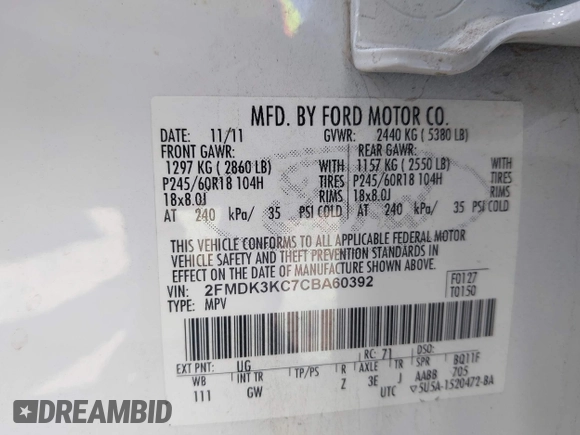 MFD. BY FORD MOTOR CO.
DATE: 11/11 GVWR: 2440 KG ( 5380 LB)
FRONT GAWR: REAR GAWR:
1297 KG ( 2860 LB) WITH 1157 KG ( 2550 LB) WITH
P245/60R18 104H TIRES P245/60R18 104H TIRES
18x8.0J RIMS 18x8.0J RIMS
AT 240 kPa/ 35 PSI COLD AT 240 kPa/ 35 PSI COLD
THIS VEHICLE CONFORMS TO ALL APPLICABLE FEDERAL MOTOR
VEHICLE SAFETY AND THEFT PREVENTION STANDARDS
IN EFFECT ON THE DATE OF MANUFACTURE SHOWN ABOVE.
VIN: 2FMDK3KC7CBA60392 F0127
TYPE: MPV T0150
EXT PNT: UG RC: 71 DSO:
WB INT TR TP/PS R AXLE TR SPR BQ11F
111 GW Z 3E J AABB 705
UTC 5U5A-1520472-BA
DREAMBID